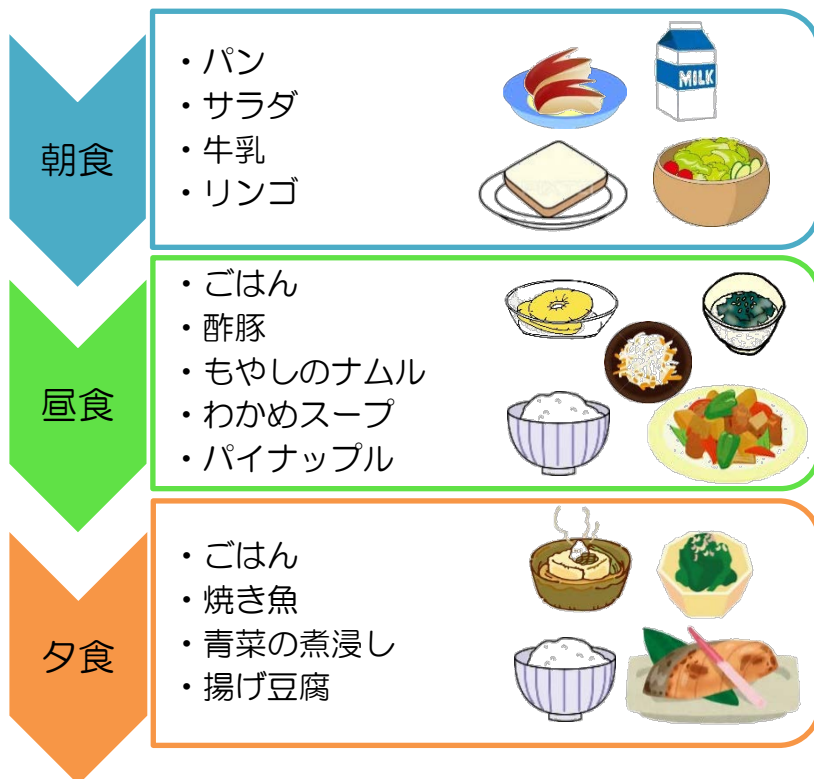 朝食
・パン
・サラダ
・牛乳
・リンゴ
MILK
昼食
・ごはん
・酢豚
・もやしのナムル
・わかめスープ
・パイナップル
夕食
・ごはん
・焼き魚
・青菜の煮浸し
・揚げ豆腐